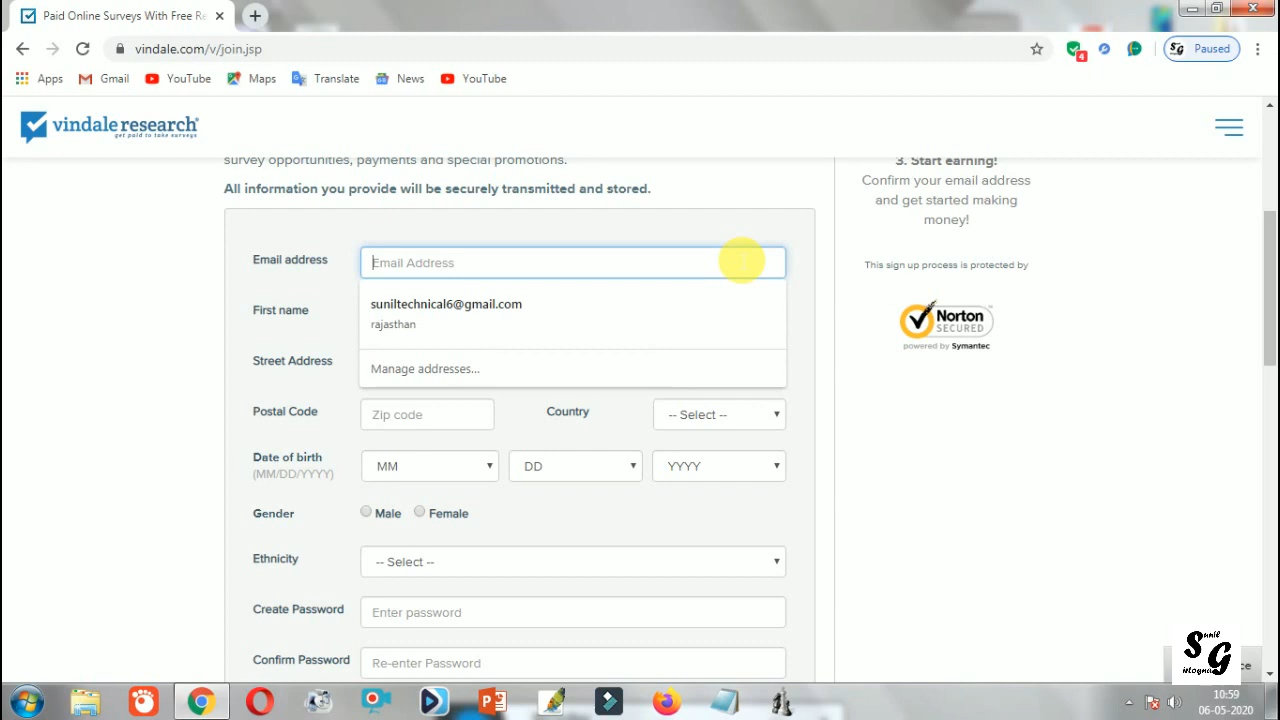 Paid Online Surveys With Free Re
vindale.com/v/join.jsp
4
SG
Paused
Apps
Gmail
YouTube
Maps
Translate
News
YouTube
vindale research
get paid to take surveys
survey opportunities, payments and special promotions.
All information you provide will be securely transmitted and stored.
Email address
Email Address
suniltechnical6@gmail.com
rajasthan
Manage addresses...
First name
Street Address
Postal Code
Zip code
Country
-- Select --
Date of birth
(MM/DD/YYYY)
MM
DD
YYYY
Gender
Male
Female
Ethnicity
-- Select --
Create Password
Enter password
Confirm Password
Re-enter Password
3. Start earning!
Confirm your email address
and get started making
money!
This sign up process is protected by
Norton
SECURED
powered by Symantec
Sunil
SG
10:59
06-05-2020